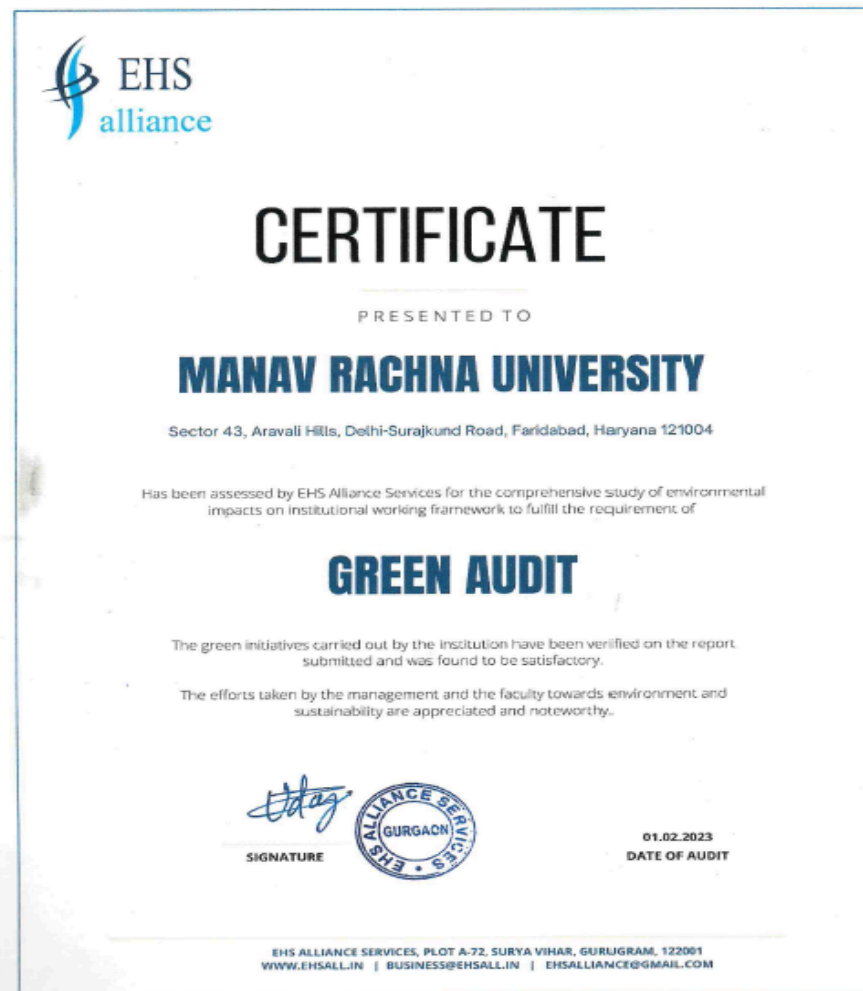 EHS
alliance
CERTIFICATE
PRESENTED TO
MANAV RACHNA UNIVERSITY
Sector 43, Aravali Hills, Delhi-Surajkund Road, Faridabad, Haryana 121004
Has been assessed by EHS Alliance Services for the comprehensive study of environmental
impacts on institutional working framework to fulfill the requirement of
GREEN AUDIT
The green initiatives carried out by the institution have been verified on the report
submitted and was found to be satisfactory.
The efforts taken by the management and the faculty towards environment and
sustainability are appreciated and noteworthy.
Uday
EHS ALLIANCE SERVICES
GURGAON
SIGNATURE
01.02.2023
DATE OF AUDIT
EHS ALLIANCE SERVICES, PLOT A-72, SURYA VIHAR, GURUGRAM, 122001
WWW.EHSALL.IN | BUSINESS@EHSALL.IN | EHSALLIANCE@GMAIL.COM